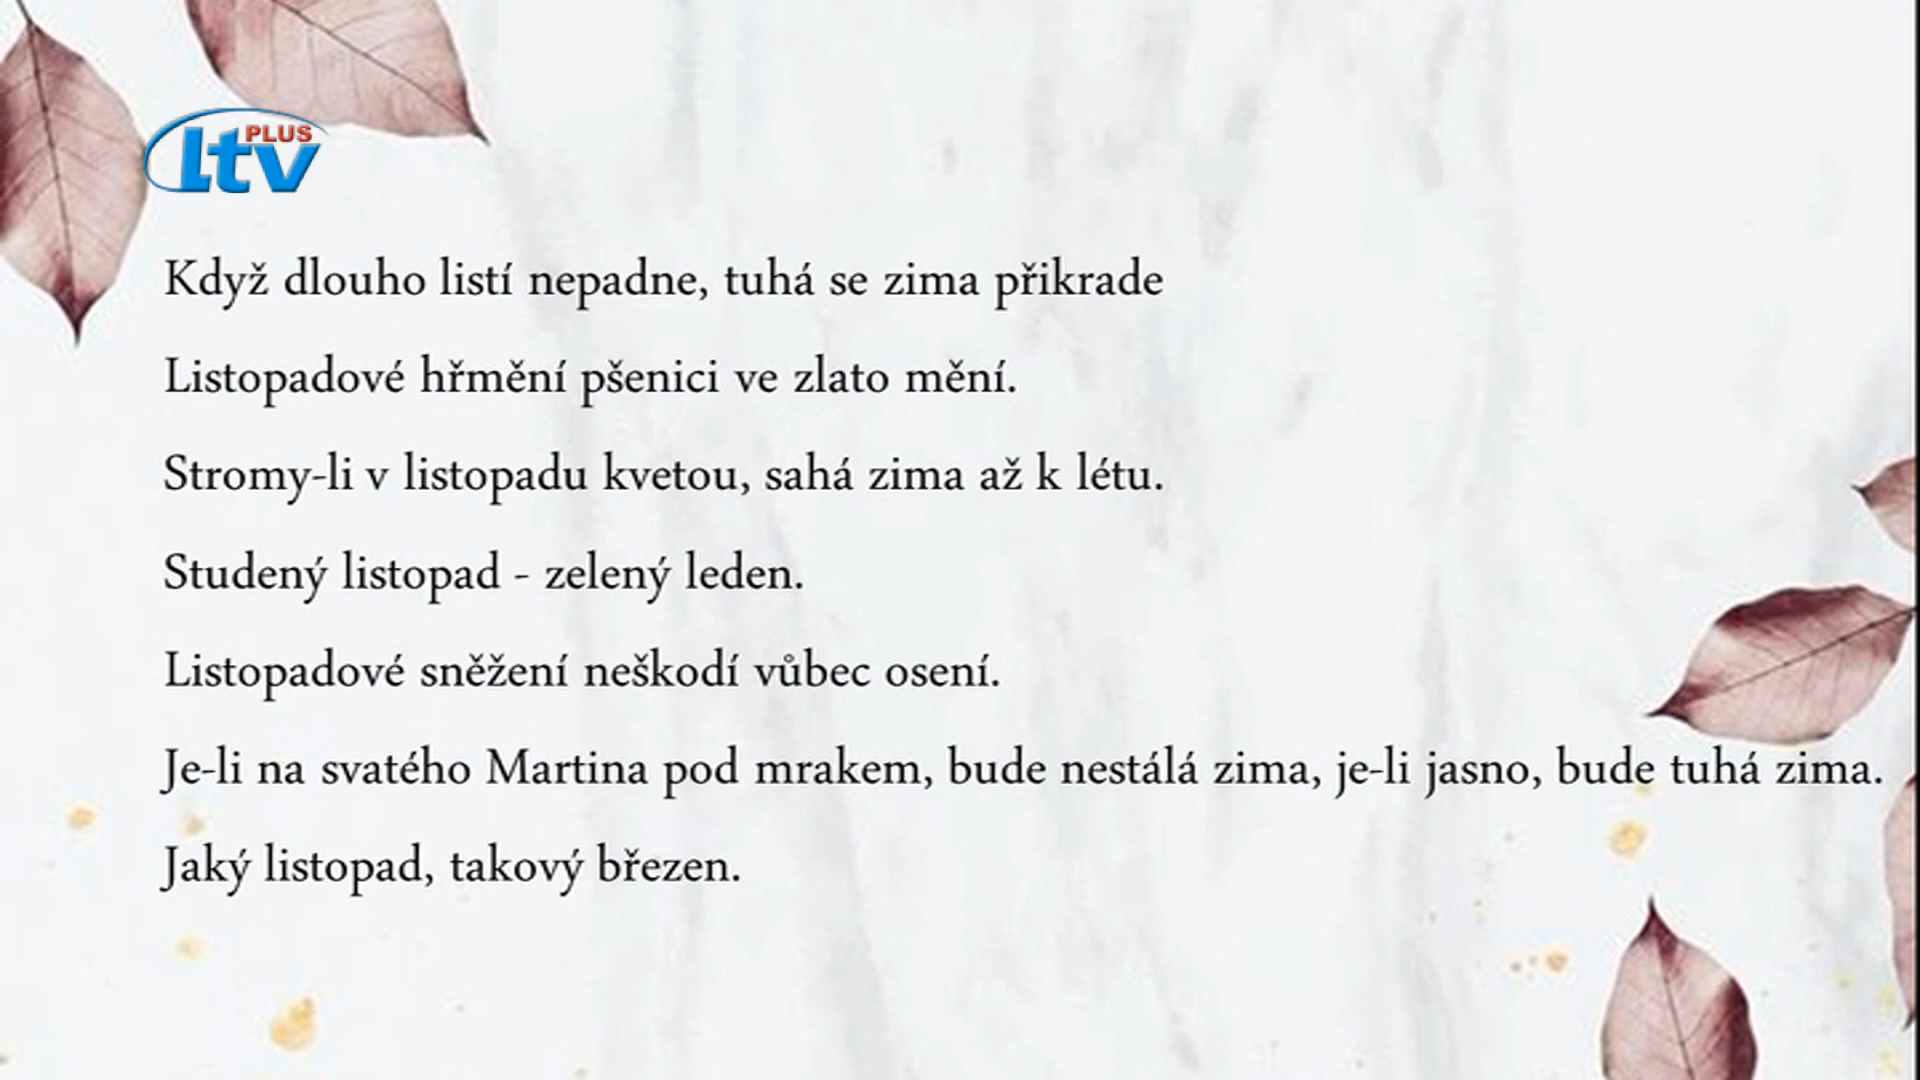 ltv PLUS
Když dlouho listí nepadne, tuhá se zima přikrade
Listopadové hřmění pšenici ve zlato mění.
Stromy-li v listopadu kvetou, sahá zima až k létu.
Studený listopad - zelený leden.
Listopadové sněžení neškodí vůbec osení.
Je-li na svatého Martina pod mrakem, bude nestálá zima, je-li jasno, bude tuhá zima.
Jaký listopad, takový březen.